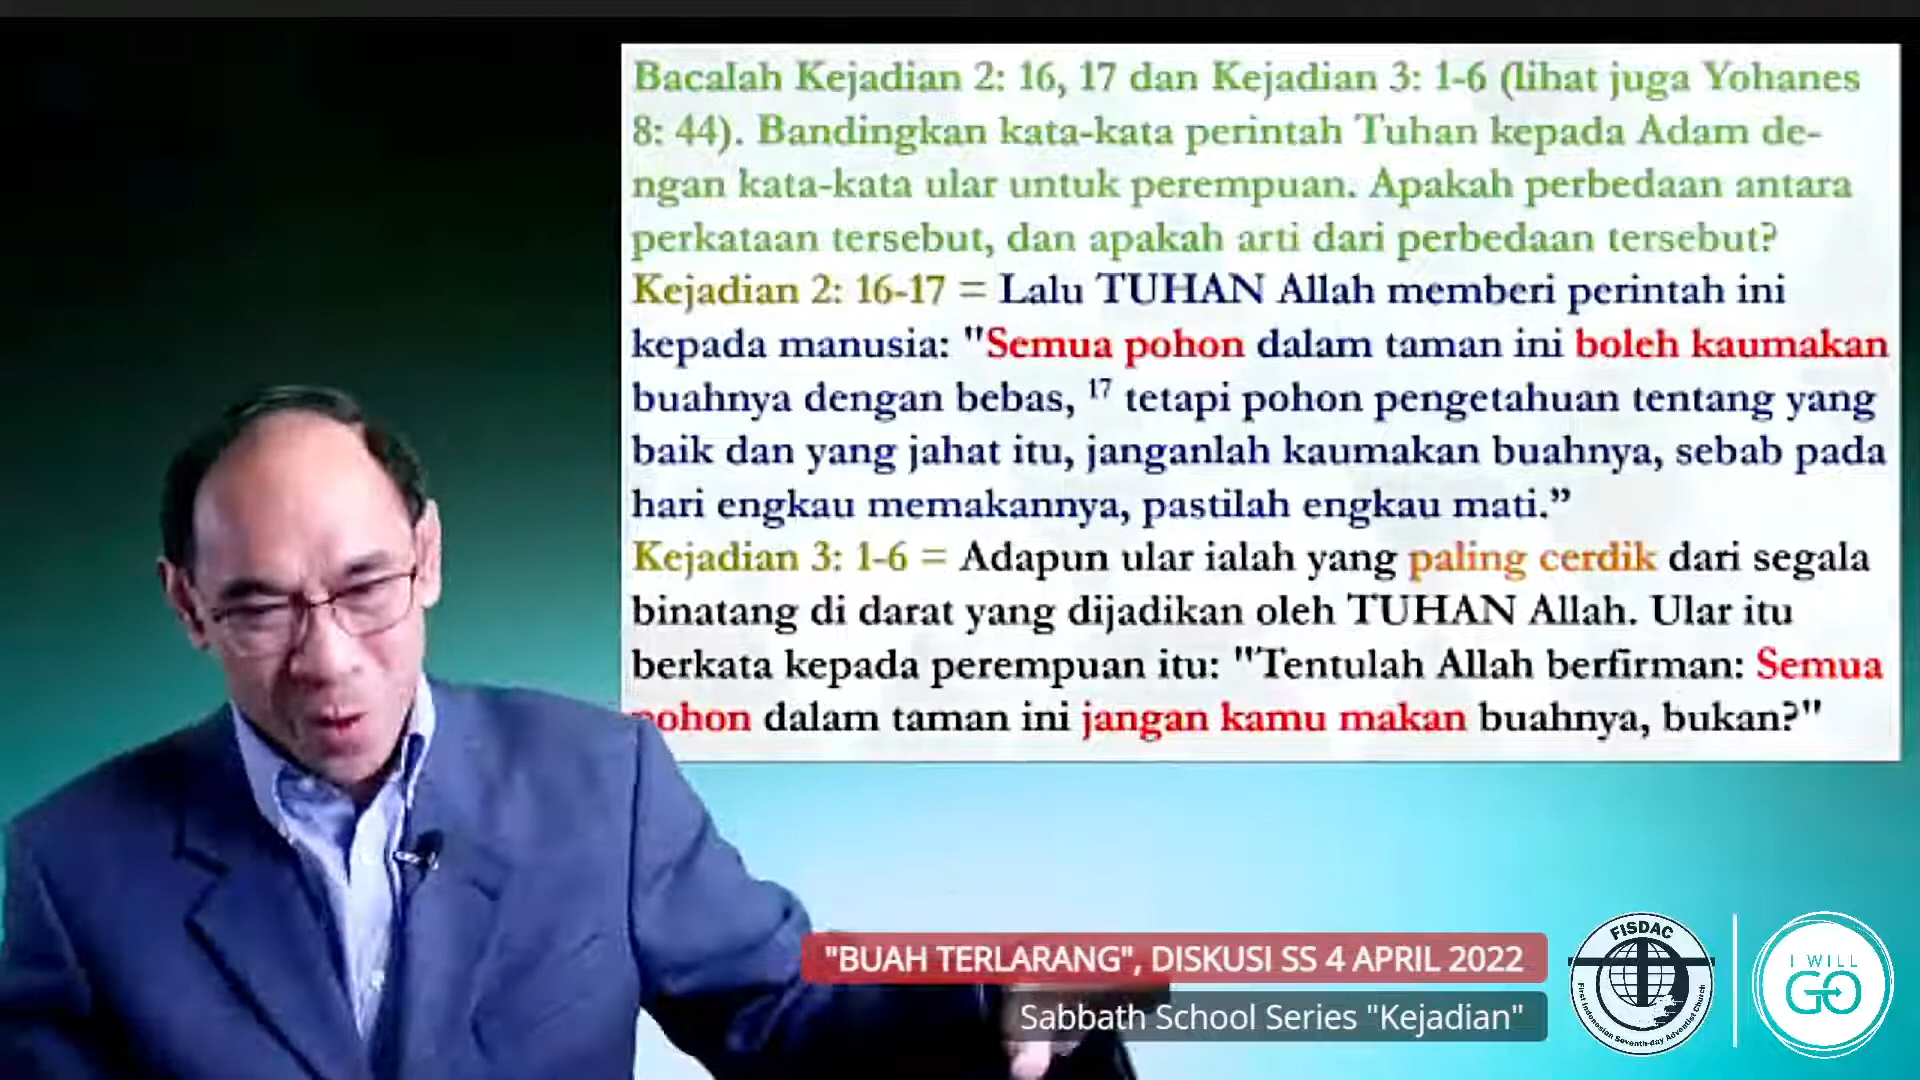 Bacalah Kejadian 2: 16, 17 dan Kejadian 3: 1-6 (lihat juga Yohanes
8: 44). Bandingkan kata-kata perintah Tuhan kepada Adam de-
ngan kata-kata ular untuk perempuan. Apakah perbedaan antara
perkataan tersebut, dan apakah arti dari perbedaan tersebut?
Kejadian 2: 16-17 = Lalu TUHAN Allah memberi perintah ini
kepada manusia: "Semua pohon dalam taman ini boleh kaumakan
buahnya dengan bebas, 17 tetapi pohon pengetahuan tentang yang
baik dan yang jahat itu, janganlah kaumakan buahnya, sebab pada
hari engkau memakannya, pastilah engkau mati.”
Kejadian 3: 1-6 = Adapun ular ialah yang paling cerdik dari segala
binatang di darat yang dijadikan oleh TUHAN Allah. Ular itu
berkata kepada perempuan itu: "Tentulah Allah berfirman: Semua
pohon dalam taman ini jangan kamu makan buahnya, bukan?"
"BUAH TERLARANG", DISKUSI SS 4 APRIL 2022
Sabbath School Series "Kejadian"
FISDAC
First Indonesian Seventh-day Adventist Church
I WILL
GO